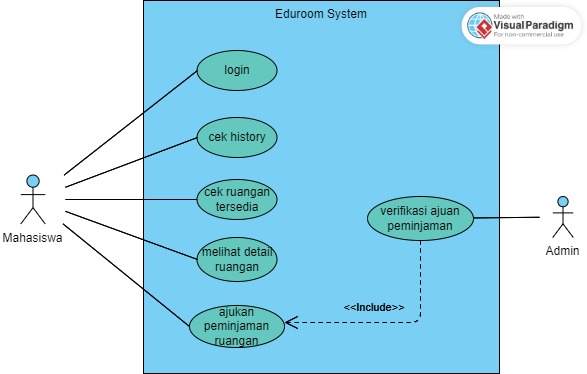 Eduroom System
Made with
Visual Paradigm
For non-commercial use
login
cek history
cek ruangan
tersedia
melihat detail
ruangan
ajukan
peminjaman
ruangan
verifikasi ajuan
peminjaman
<<Include>>
Mahasiswa
Admin